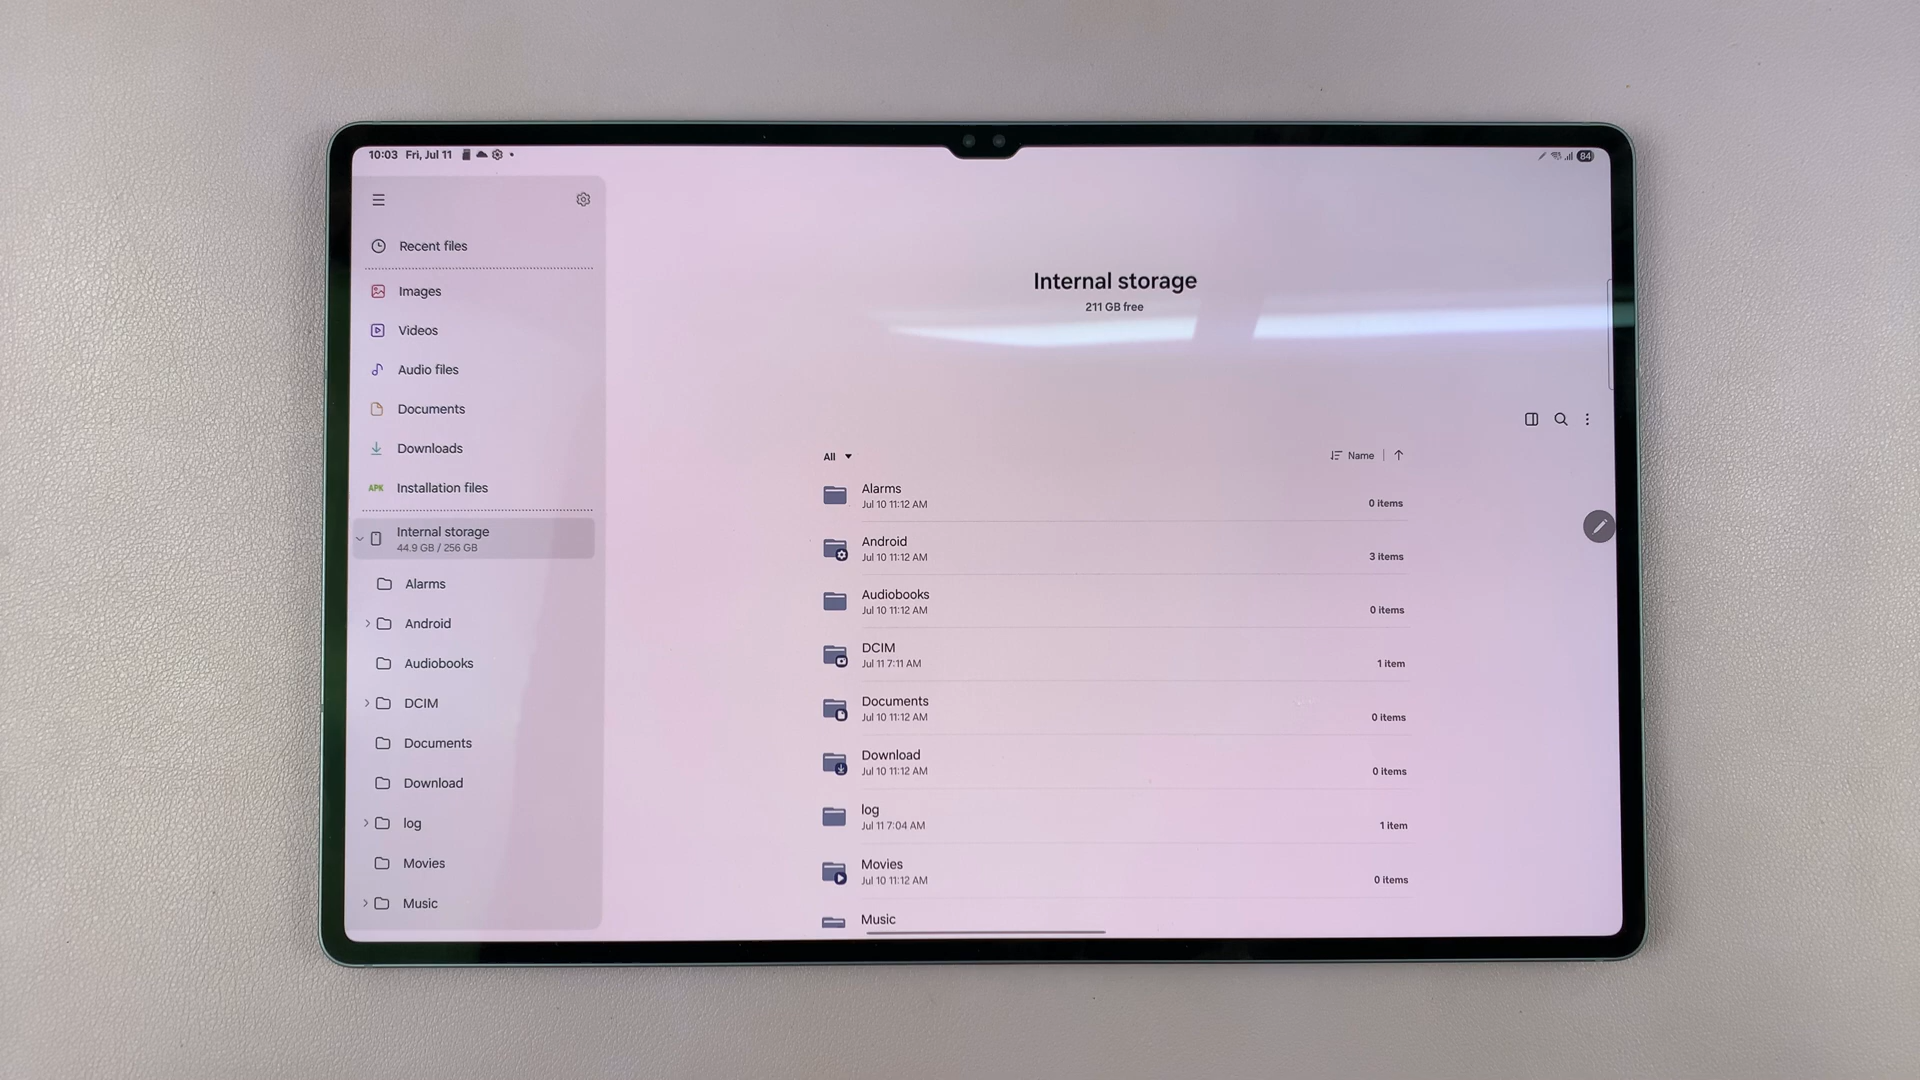 10:03 Fri, Jul 11
84
Recent files
Images
Videos
Audio files
Documents
Downloads
APK Installation files
Internal storage
44.9 GB / 256 GB
Alarms
Android
Audiobooks
DCIM
Documents
Download
log
Movies
Music
Internal storage
211 GB free
All
Name
Alarms
Jul 10 11:12 AM
0 items
Android
Jul 10 11:12 AM
3 items
Audiobooks
Jul 10 11:12 AM
0 items
DCIM
Jul 11 7:11 AM
1 item
Documents
Jul 10 11:12 AM
0 items
Download
Jul 10 11:12 AM
0 items
log
Jul 11 7:04 AM
1 item
Movies
Jul 10 11:12 AM
0 items
Music